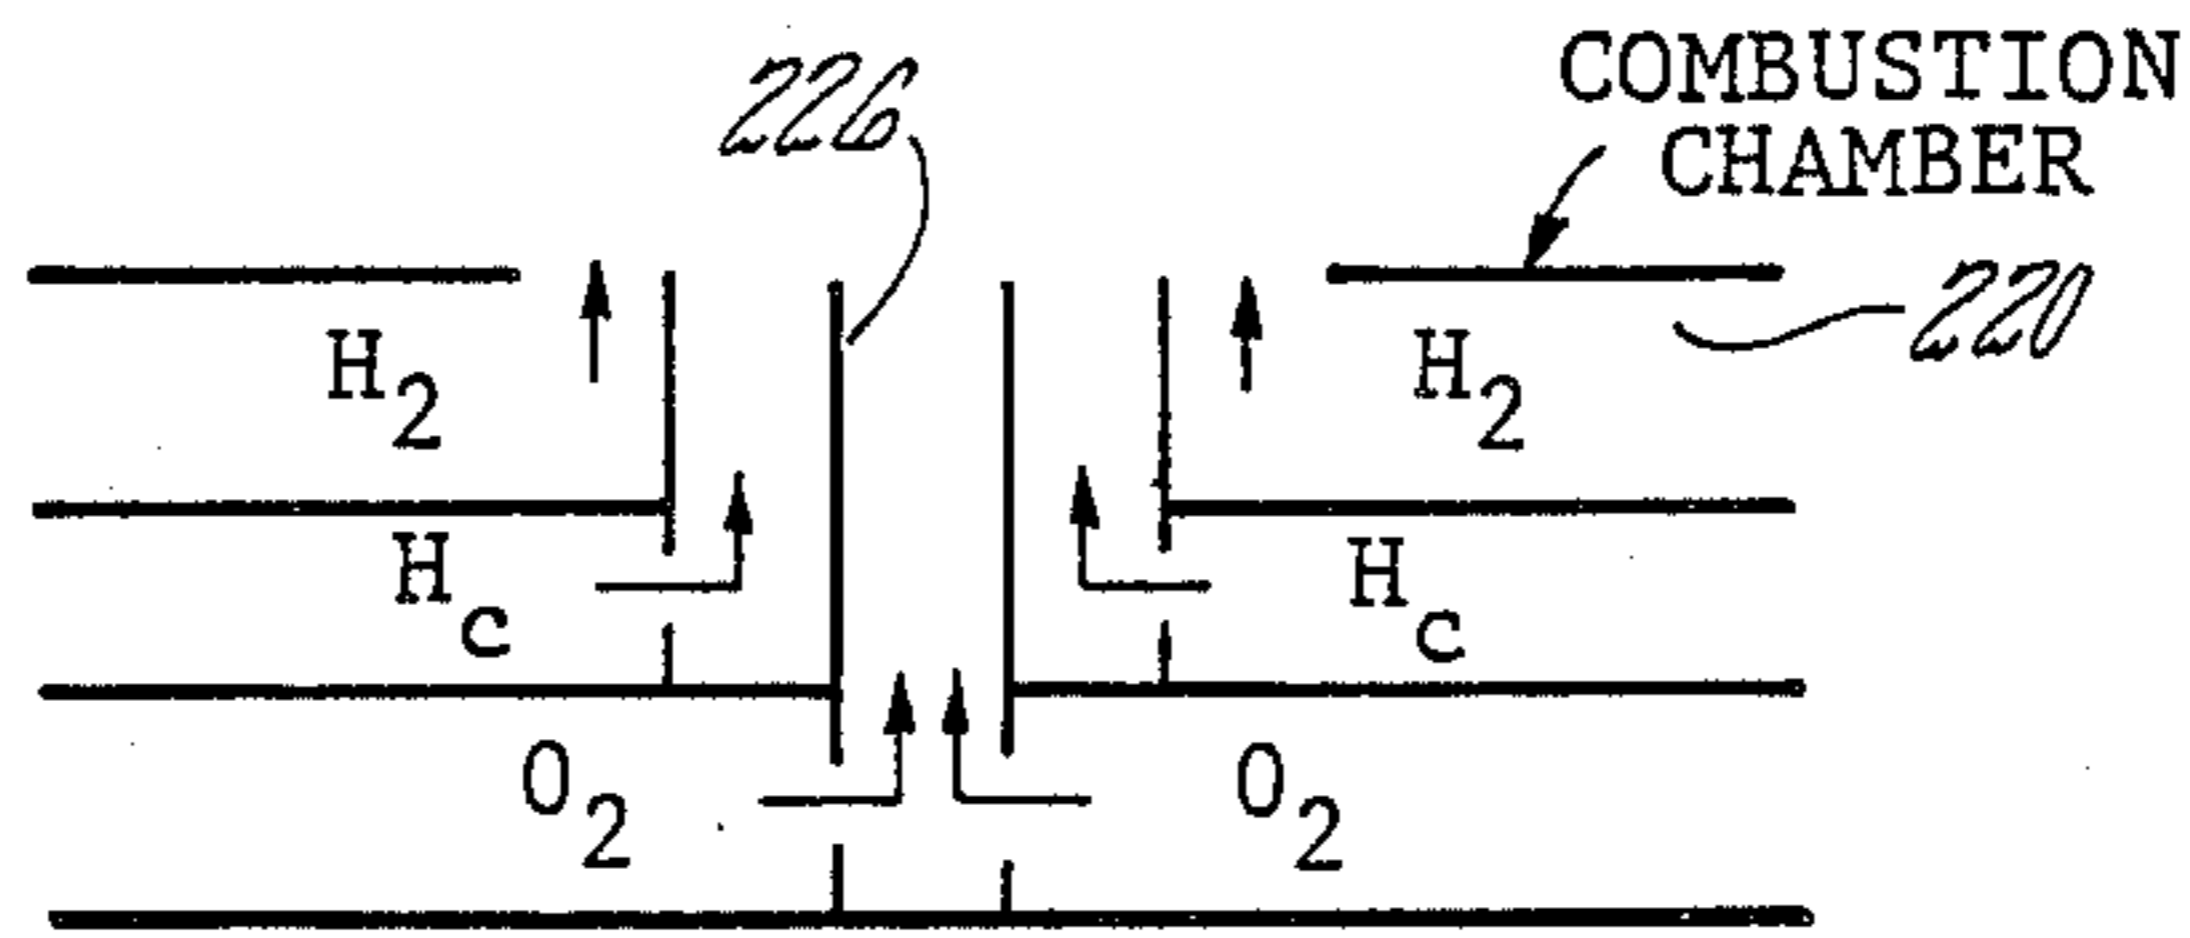 226
COMBUSTION
CHAMBER
220
H2 H2
Hc Hc
O2 O2